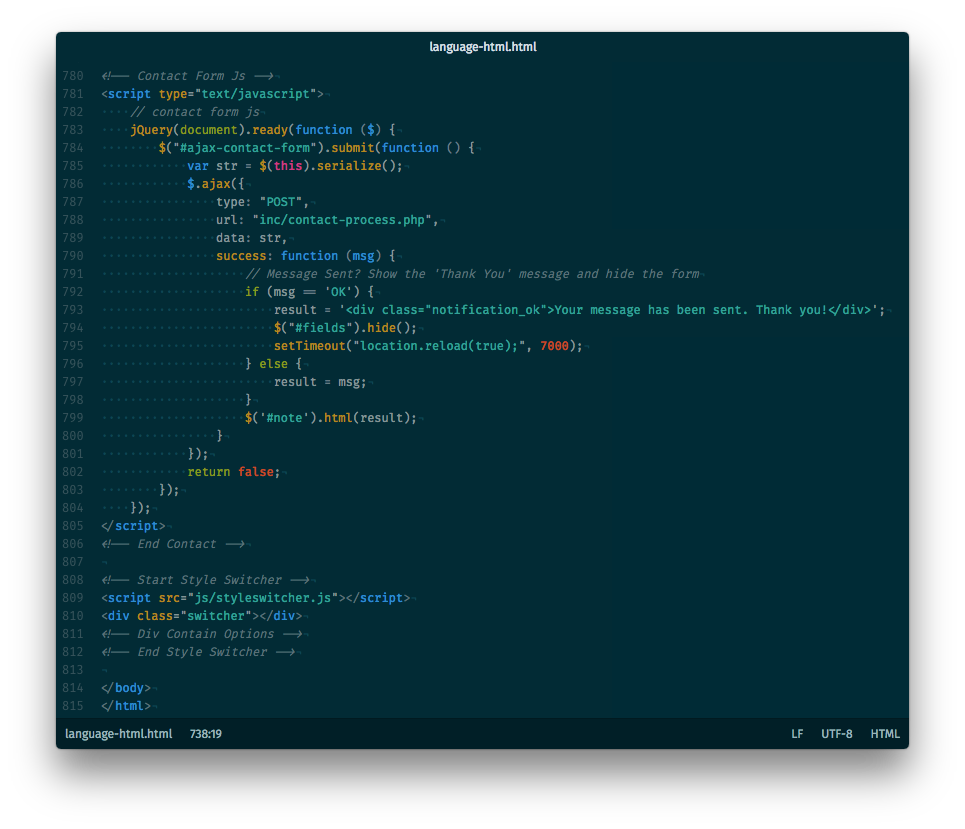 language-html.html
780 <!-- Contact Form Js -->
781 <script type="text/javascript">
782     // contact form js
783     jQuery(document).ready(function ($) {
784         $("#ajax-contact-form").submit(function () {
785             var str = $(this).serialize();
786             $.ajax({
787                 type: "POST",
788                 url: "inc/contact-process.php",
789                 data: str,
790                 success: function (msg) {
791                     // Message Sent? Show the 'Thank You' message and hide the form
792                     if (msg == 'OK') {
793                         result = '<div class="notification_ok">Your message has been sent. Thank you!</div>';
794                         $("#fields").hide();
795                         setTimeout("location.reload(true);", 7000);
796                     } else {
797                         result = msg;
798                     }
799                     $('#note').html(result);
800                 }
801             });
802             return false;
803         });
804     });
805 </script>
806 <!-- End Contact -->
807
808 <!-- Start Style Switcher -->
809 <script src="js/styleswitcher.js"></script>
810 <div class="switcher"></div>
811 <!-- Div Contain Options -->
812 <!-- End Style Switcher -->
813
814 </body>
815 </html>
language-html.html 738:19 LF UTF-8 HTML